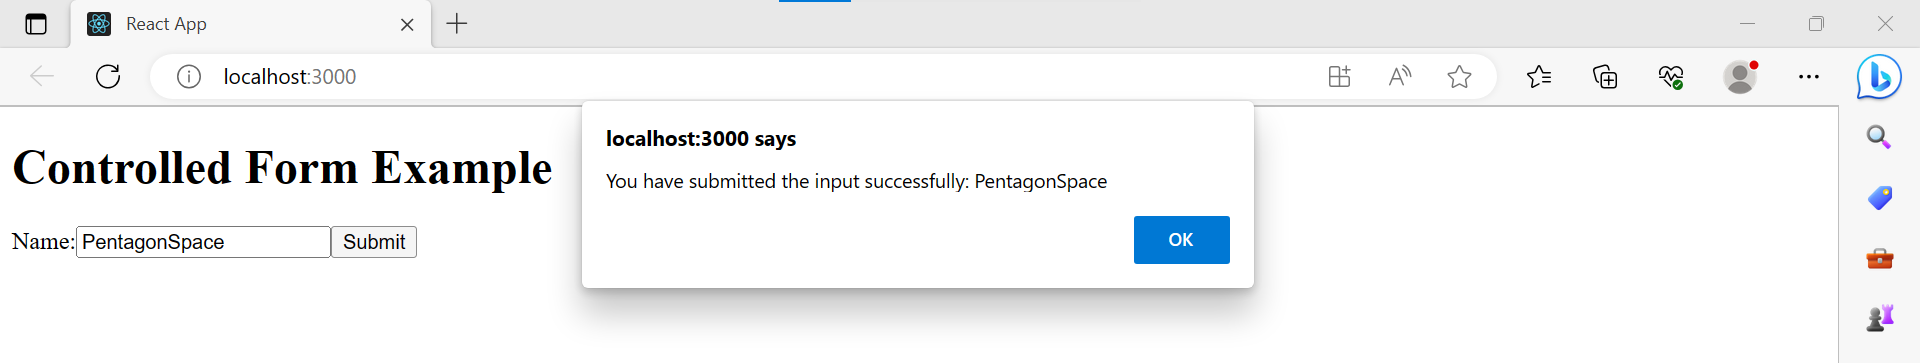 React App
localhost:3000
localhost:3000 says
You have submitted the input successfully: PentagonSpace
OK
Controlled Form Example
Name:PentagonSpace Submit